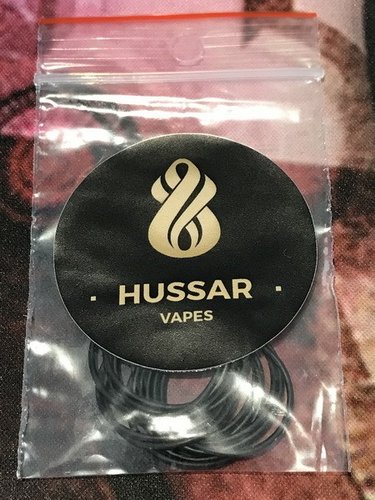 · HUSSAR ·
VAPES